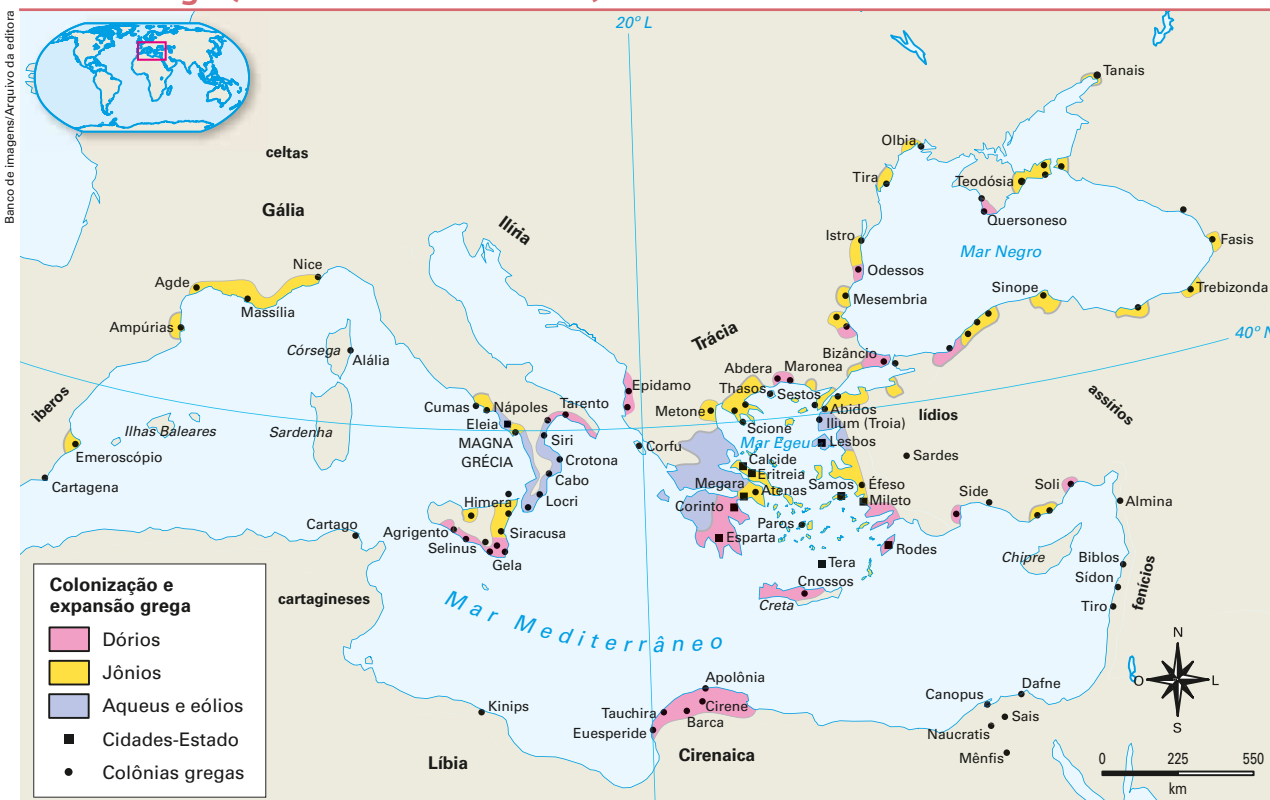 Banco de imagens/Arquivo da editora
20º L
Tanais
Olbia
celtas
Tira
Teodósia
Gália
Ilíria
Quersoneso
Istro
Fasis
Mar Negro
Nice
Odessos
Agde
Sinope
Trebizonda
Mesembria
Massília
Ampúrias
Trácia
40º N
Córsega
Alália
Bizâncio
Abdera
Maronea
Epidamo
Thasos
Sestos
iberos
assírios
Cumas
Nápoles
Tarento
Metone
Abidos
lídios
Eleia
Ilium (Troia)
Ilhas Baleares
Sardenha
Scione
MAGNA
GRÉCIA
Siri
Corfu
Mar Egeu
Lesbos
Emeroscópio
Crotona
Calcide
Sardes
Eritreia
Cabo
Megara
Atenas
Samos
Éfeso
Side
Soli
Cartagena
Himera
Locri
Corinto
Mileto
Almina
Cartago
Agrigento
Siracusa
Paros
Selinus
Esparta
Rodes
Gela
Tera
Chipre
Biblos
Cnossos
Sídon
fenícios
Creta
Tiro
cartagineses
Mar Mediterrâneo
Colonização e
expansão grega
Dórios
Jônios
Aqueus e eólios
Cidades-Estado
Colônias gregas
N
O
L
S
Apolônia
Dafne
Kinips
Tauchira
Cirene
Canopus
Barca
Sais
Euesperide
Naucratis
Líbia
Cirenaica
Mênfis
0 225 550
km